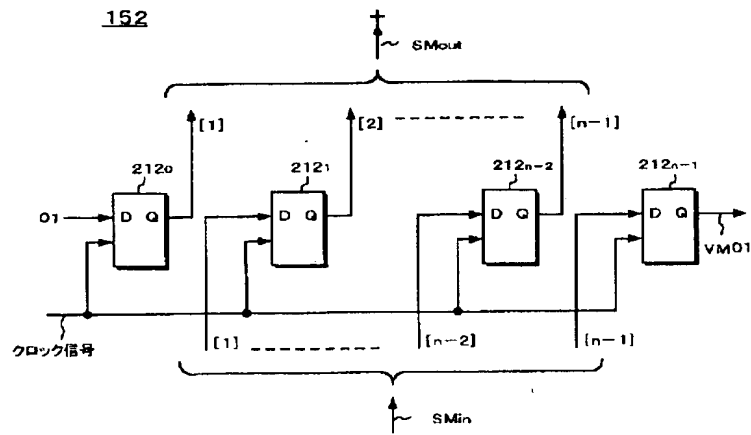 152
SMout
[1]
[2]
[n-1]
212₀
212₁
212n-2
212n-1
01
D Q
D Q
D Q
D Q
VM01
クロック信号
[1]
[n-2]
[n-1]
SMin